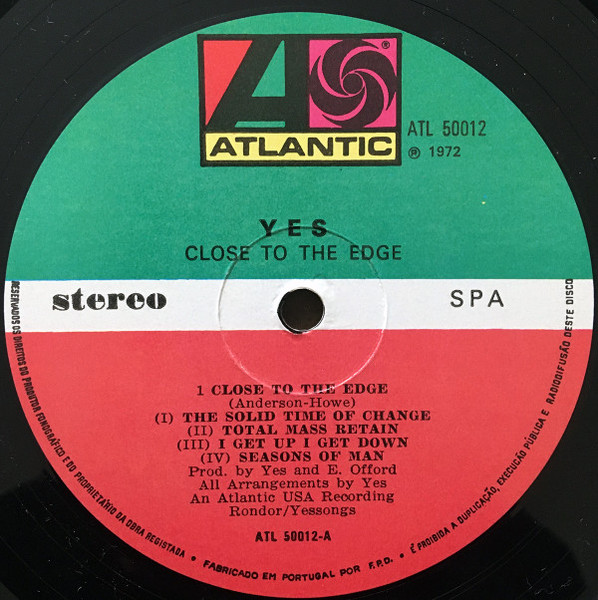 ATLANTIC
ATL 50012
℗ 1972
YES
CLOSE TO THE EDGE
stereo
SPA
1 CLOSE TO THE EDGE
(Anderson-Howe)
(I) THE SOLID TIME OF CHANGE
(II) TOTAL MASS RETAIN
(III) I GET UP I GET DOWN
(IV) SEASONS OF MAN
Prod. by Yes and E. Offord
All Arrangements by Yes
An Atlantic USA Recording
Rondor/Yessongs
ATL 50012-A
RESERVADOS OS DIREITOS DO PRODUTOR FONOGRÁFICO E DO PROPRIETÁRIO DA OBRA REGISTADA • FABRICADO EM PORTUGAL POR F.P.D. • É PROIBIDA A DUPLICAÇÃO, EXECUÇÃO PÚBLICA E RADIODIFUSÃO DESTE DISCO